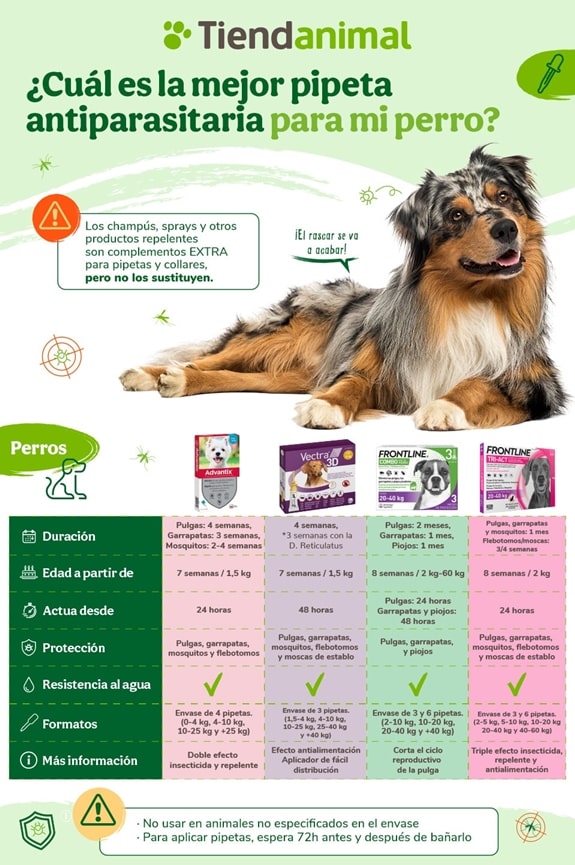 Tiendanimal
¿Cuál es la mejor pipeta
antiparasitaria para mi perro?
Los champús, sprays y otros
productos repelentes
son complementos EXTRA
para pipetas y collares,
pero no los sustituyen.
¡El rascar se va
a acabar!
Perros
Advantix
Vectra
3D
FRONTLINE
COMBO
20-40 kg
3
FRONTLINE
TRI-ACT
20-40 kg
Duración
Pulgas: 4 semanas,
Garrapatas: 3 semanas,
Mosquitos: 2-4 semanas
4 semanas,
*3 semanas con la
D. Reticulatus
Pulgas: 2 meses,
Garrapatas: 1 mes,
Piojos: 1 mes
Pulgas, garrapatas
y mosquitos: 1 mes
Flebotomos/moscas:
3/4 semanas
Edad a partir de
7 semanas / 1,5 kg
7 semanas / 1,5 kg
8 semanas / 2 kg-60 kg
8 semanas / 2 kg
Actua desde
24 horas
48 horas
Pulgas: 24 horas
Garrapatas y piojos:
48 horas
24 horas
Protección
Pulgas, garrapatas,
mosquitos y flebotomos
Pulgas, garrapatas,
mosquitos, flebotomos
y moscas de establo
Pulgas, garrapatas,
y piojos
Pulgas, garrapatas,
mosquitos, flebotomos
y moscas de establo
Resistencia al agua
Formatos
Envase de 4 pipetas.
(0-4 kg, 4-10 kg,
10-25 kg y +25 kg)
Envase de 3 pipetas.
(1,5-4 kg, 4-10 kg,
10-25 kg, 25-40 kg
y +40 kg)
Envase de 3 y 6 pipetas.
(2-10 kg, 10-20 kg,
20-40 kg y +40 kg)
Envase de 3 y 6 pipetas.
(2-5 kg, 5-10 kg, 10-20 kg
20-40 kg y 40-60 kg)
Más información
Doble efecto
insecticida y repelente
Efecto antialimentación
Aplicador de fácil
distribución
Corta el ciclo
reproductivo
de la pulga
Triple efecto insecticida,
repelente y
antialimentación
· No usar en animales no especificados en el envase
· Para aplicar pipetas, espera 72h antes y después de bañarlo